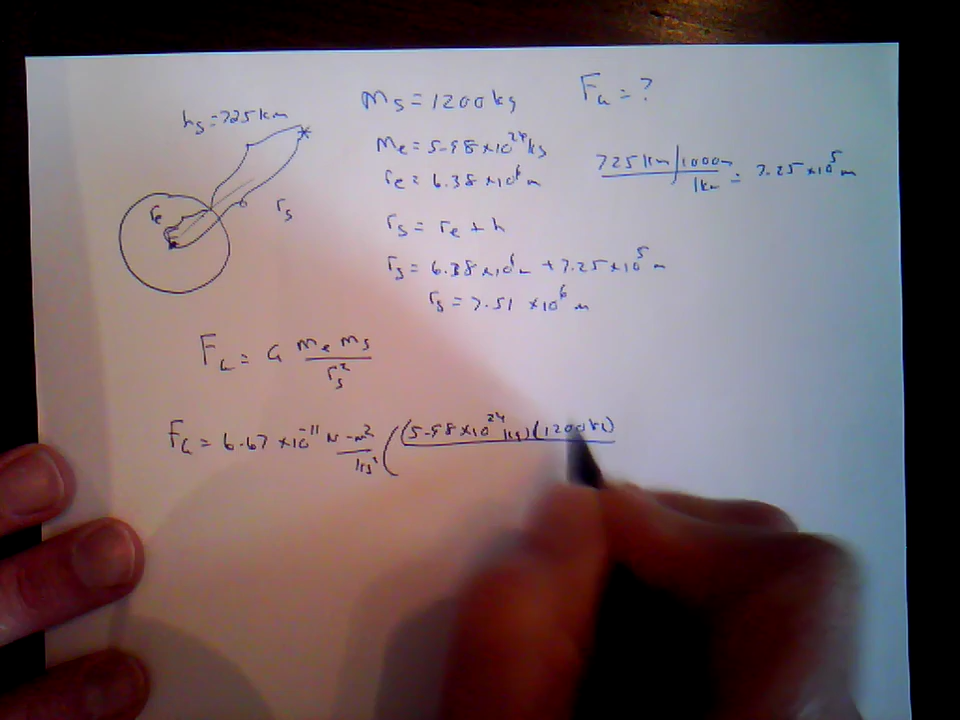 hs = 725 km
ms = 1200 kg
FG = ?
me = 5.98 × 10^24 kg
re = 6.38 × 10^6 m
725 km | 1000 m / 1 km = 7.25 × 10^5 m
re
rs
rs = re + h
rs = 6.38 × 10^6 m + 7.25 × 10^5 m
rs = 7.51 × 10^6 m
FG = G me ms / rs^2
FG = 6.67 × 10^-11 N-m^2 / kg^2 ( (5.98 × 10^24 kg)(1200 kg)